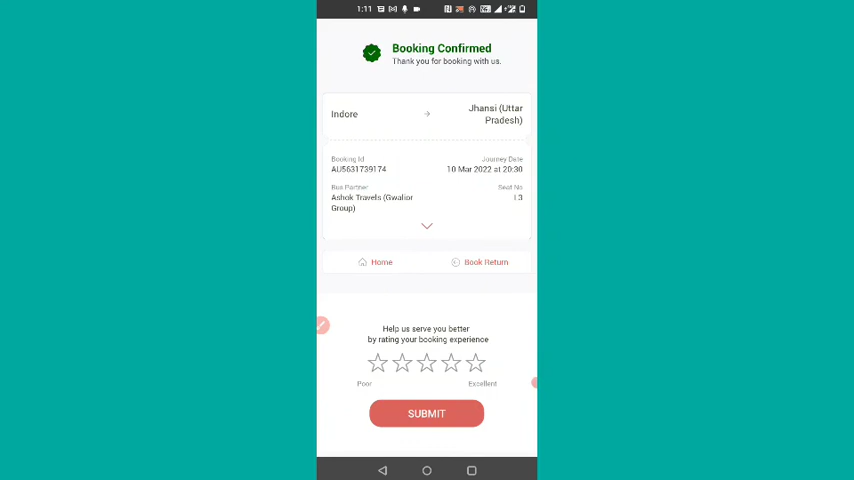 1:11
Booking Confirmed
Thank you for booking with us.
Indore
Jhansi (Uttar
Pradesh)
Booking Id
Journey Date
AU5631739174
10 Mar 2022 at 20:30
Bus Partner
Seat No
Ashok Travels (Gwalior
Group)
L3
Home
Book Return
Help us serve you better
by rating your booking experience
Poor
Excellent
SUBMIT